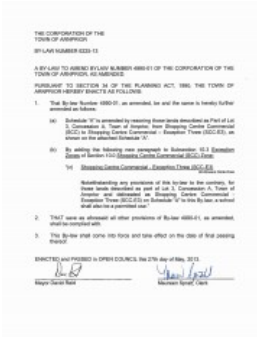 THE CORPORATION OF THE
TOWN OF ARNPRIOR
BY-LAW NUMBER 6233-13
A BY-LAW TO AMEND BYLAW NUMBER 4990-01 OF THE CORPORATION OF THE
TOWN OF ARNPRIOR, AS AMENDED.
PURSUANT TO SECTION 34 OF THE PLANNING ACT, 1990, THE TOWN OF
ARNPRIOR HEREBY ENACTS AS FOLLOWS:
1. That By-law Number 4990-01, as amended, be and the same is hereby further
amended as follows:
(a) Schedule "A" is amended by rezoning those lands described as Part of Lot
3, Concession A, Town of Arnprior, from Shopping Centre Commercial
(SCC) to Shopping Centre Commercial - Exception Three (SCC-E3), as
shown on the attached Schedule "A".
(b) By adding the following new paragraph to Subsection 10.3 Exception
Zones of Section 10.0 Shopping Centre Commercial (SCC) Zone:
Shopping Centre Commercial - Exception Three (SCC-E3)
Notwithstanding any provisions of this by-law to the contrary, for
those lands described as part of Lot 3, Concession A, Town of
Arnprior and delineated as Shopping Centre Commercial -
Exception Three (SCC-E3) on Schedule "A" to this By-law, a school
shall also be a permitted use."
2. THAT save as aforesaid all other provisions of By-law 4990-01, as amended,
shall be complied with.
3. This By-law shall come into force and take effect on the date of final passing
thereof.
ENACTED and PASSED in OPEN COUNCIL this 27th day of May, 2013.
Mayor David Reid Maureen Spratt, Clerk